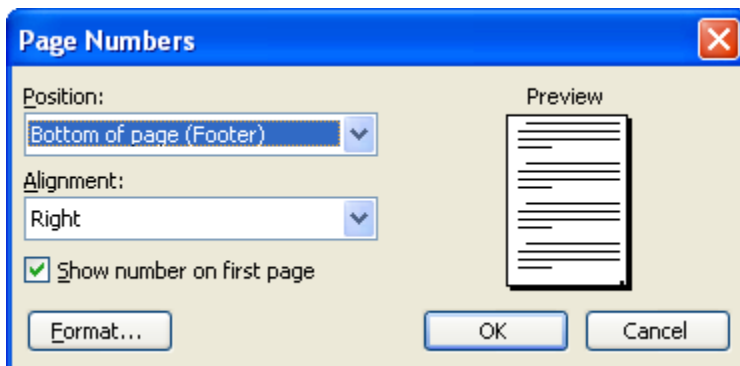 Page Numbers
Position:
Preview
Bottom of page (Footer)
Alignment:
Right
Show number on first page
Format...
OK
Cancel